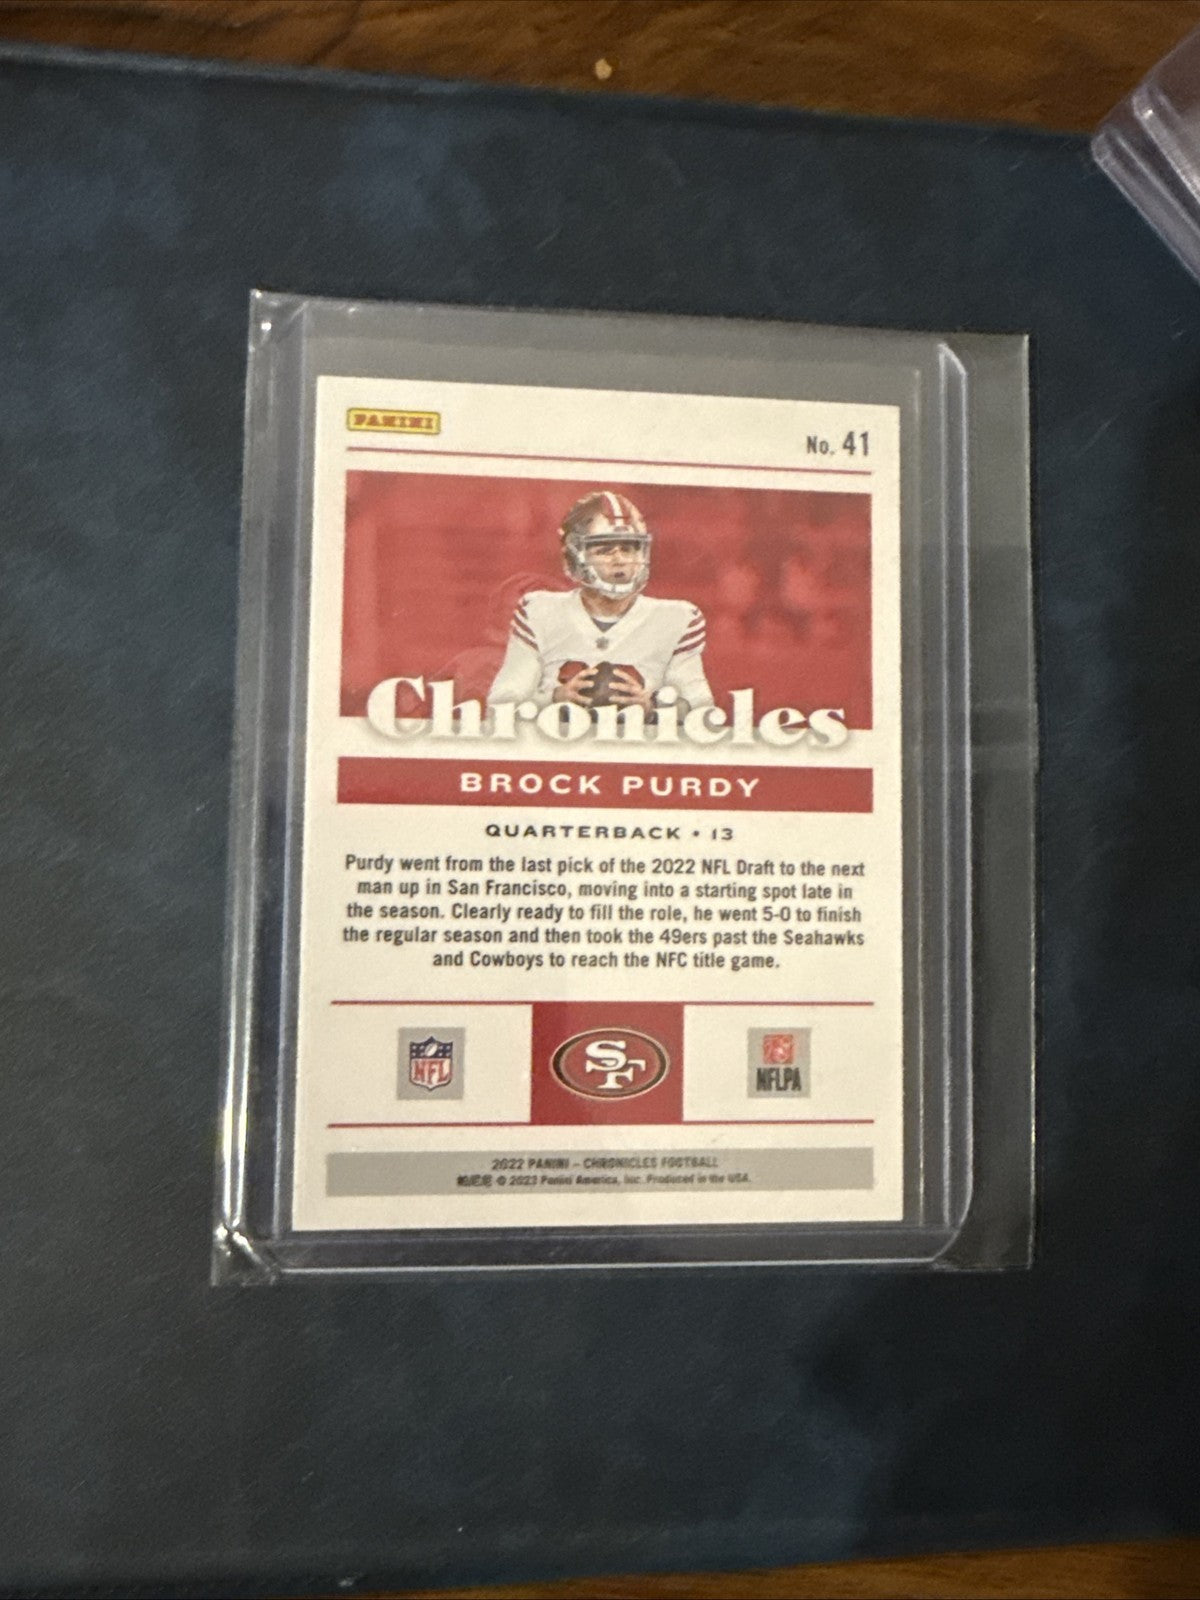 PANINI
No. 41
Chronicles
BROCK PURDY
QUARTERBACK • 13
Purdy went from the last pick of the 2022 NFL Draft to the next
man up in San Francisco, moving into a starting spot late in
the season. Clearly ready to fill the role, he went 5-0 to finish
the regular season and then took the 49ers past the Seahawks
and Cowboys to reach the NFC title game.
NFL
SF
NFLPA
2022 PANINI – CHRONICLES FOOTBALL
© 2023 Panini America, Inc. Produced in the USA.